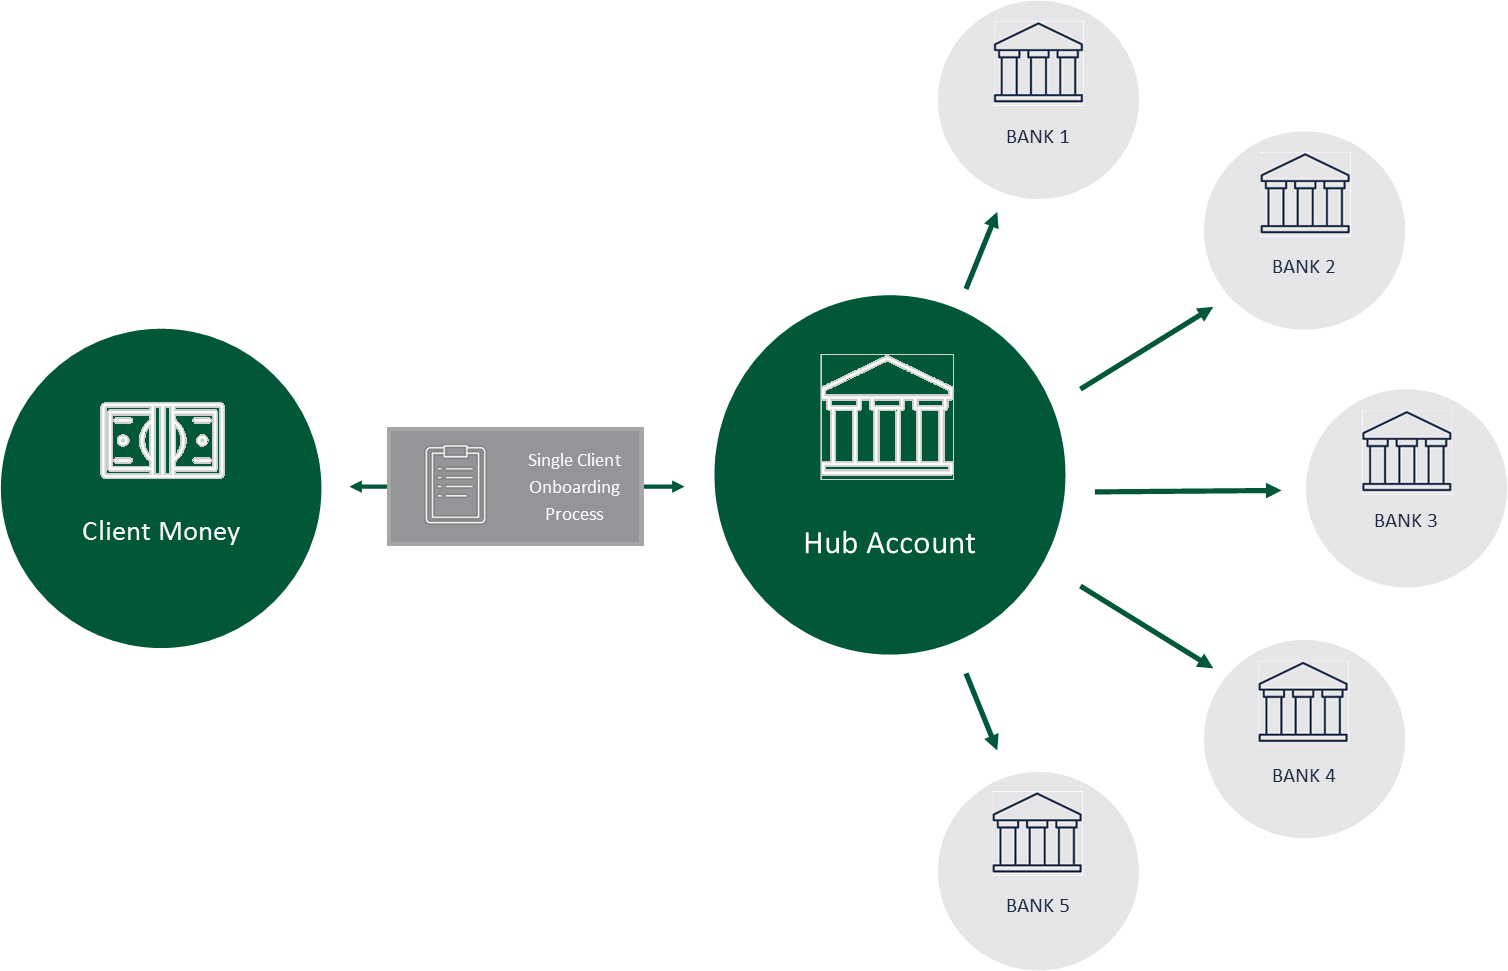 Client Money
Single Client
Onboarding
Process
Hub Account
BANK 1
BANK 2
BANK 3
BANK 4
BANK 5